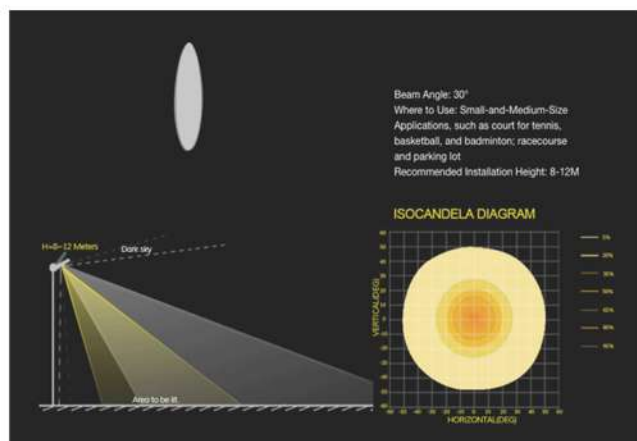 Beam Angle: 30°
Where to Use: Small-and-Medium-Size
Applications, such as court for tennis,
basketball, and badminton; racecourse
and parking lot
Recommended Installation Height: 8-12M
H=8~12 Meters
Dark sky
Area to be lit.
ISOCANDELA DIAGRAM
VERTICAL(DEG)
HORIZONTAL(DEG)